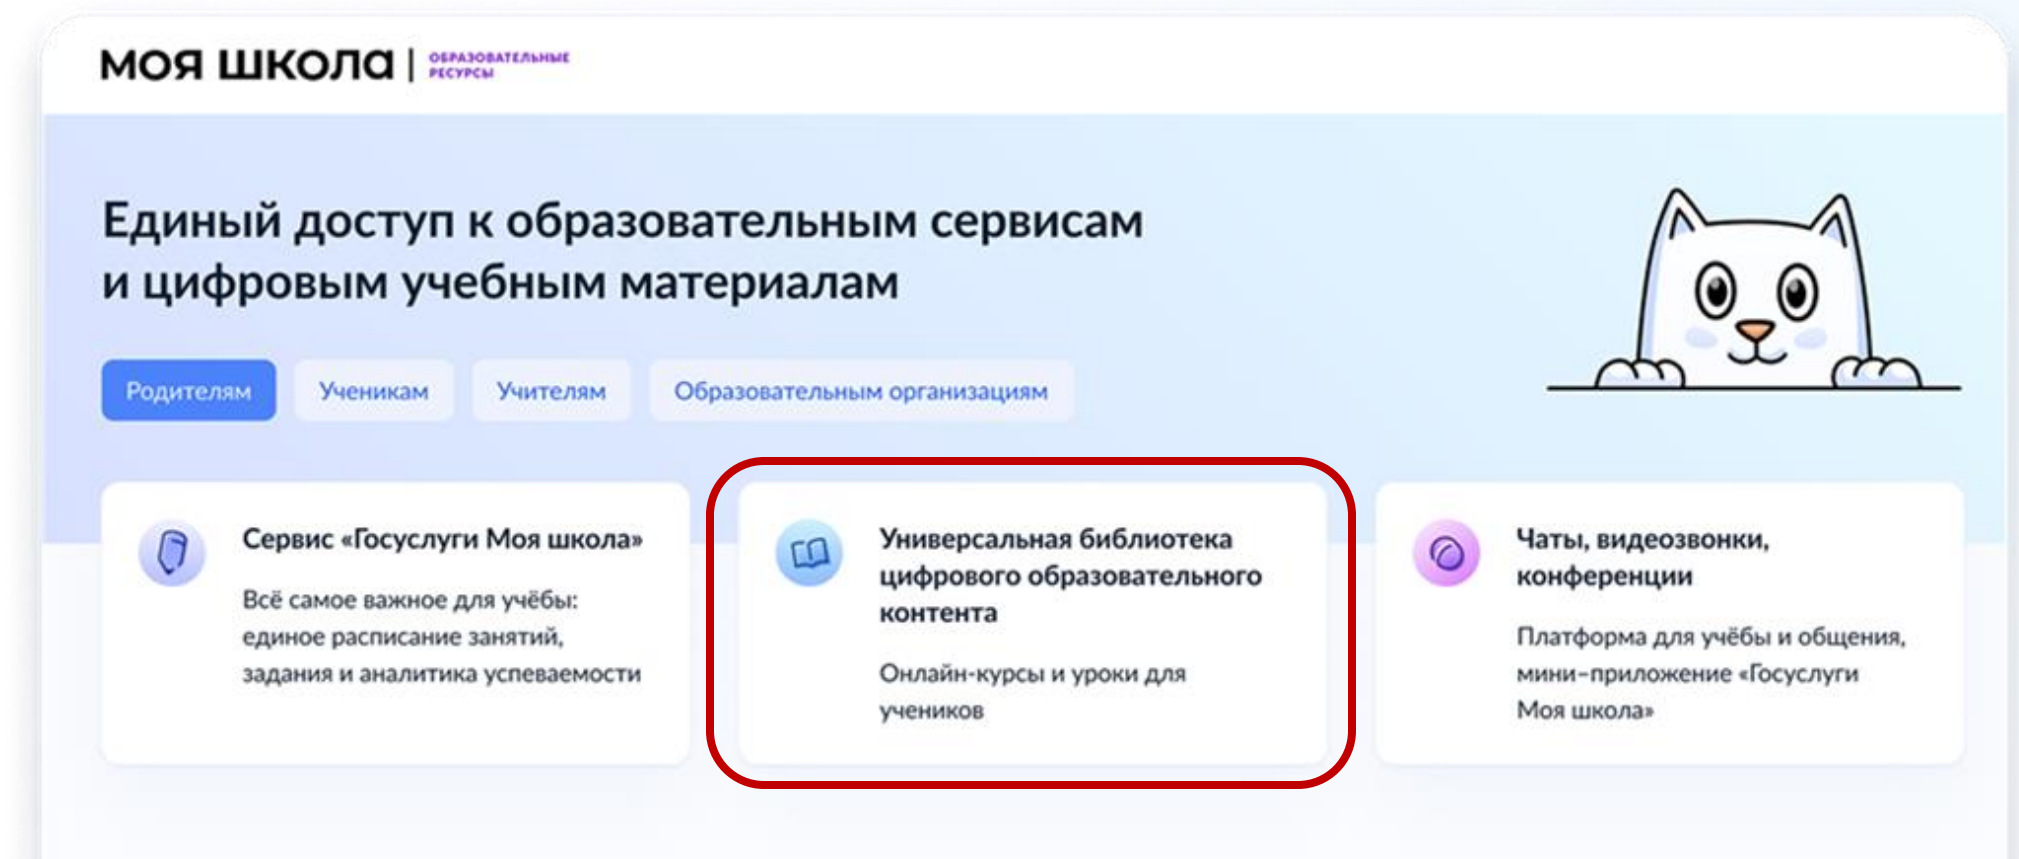 моя школа | ОБРАЗОВАТЕЛЬНЫЕ
РЕСУРСЫ
Единый доступ к образовательным сервисам
и цифровым учебным материалам
Родителям
Ученикам
Учителям
Образовательным организациям
Сервис «Госуслуги Моя школа»
Всё самое важное для учёбы:
единое расписание занятий,
задания и аналитика успеваемости
Универсальная библиотека
цифрового образовательного
контента
Онлайн-курсы и уроки для
учеников
Чаты, видеозвонки,
конференции
Платформа для учёбы и общения,
мини-приложение «Госуслуги
Моя школа»